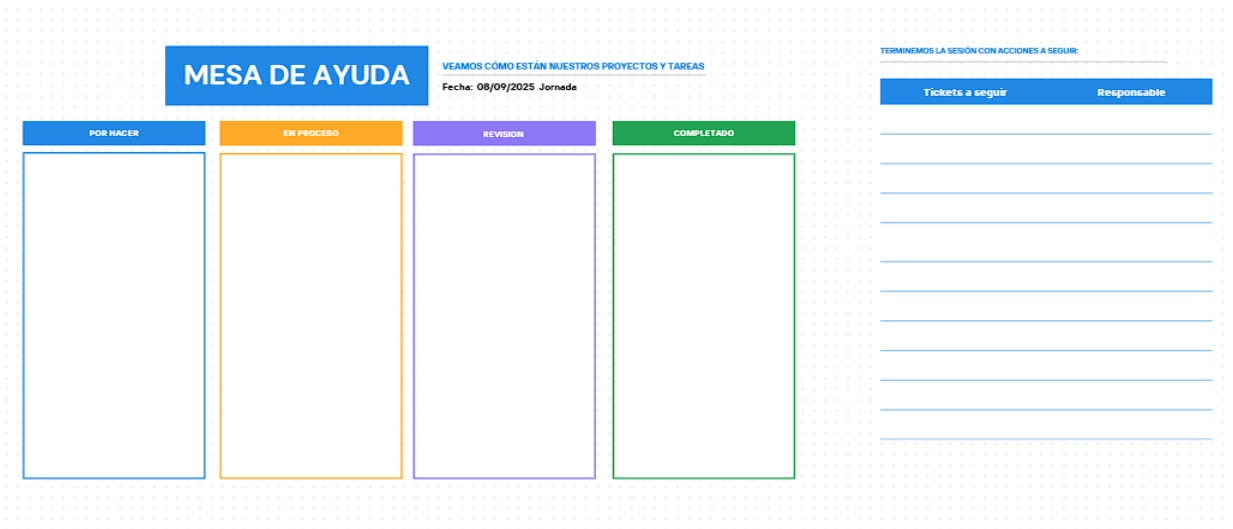 MESA DE AYUDA
VEAMOS CÓMO ESTÁN NUESTROS PROYECTOS Y TAREAS
Fecha: 08/09/2025 Jornada
POR HACER
EN PROCESO
REVISION
COMPLETADO
TERMINEMOS LA SESIÓN CON ACCIONES A SEGUIR:
Tickets a seguir
Responsable